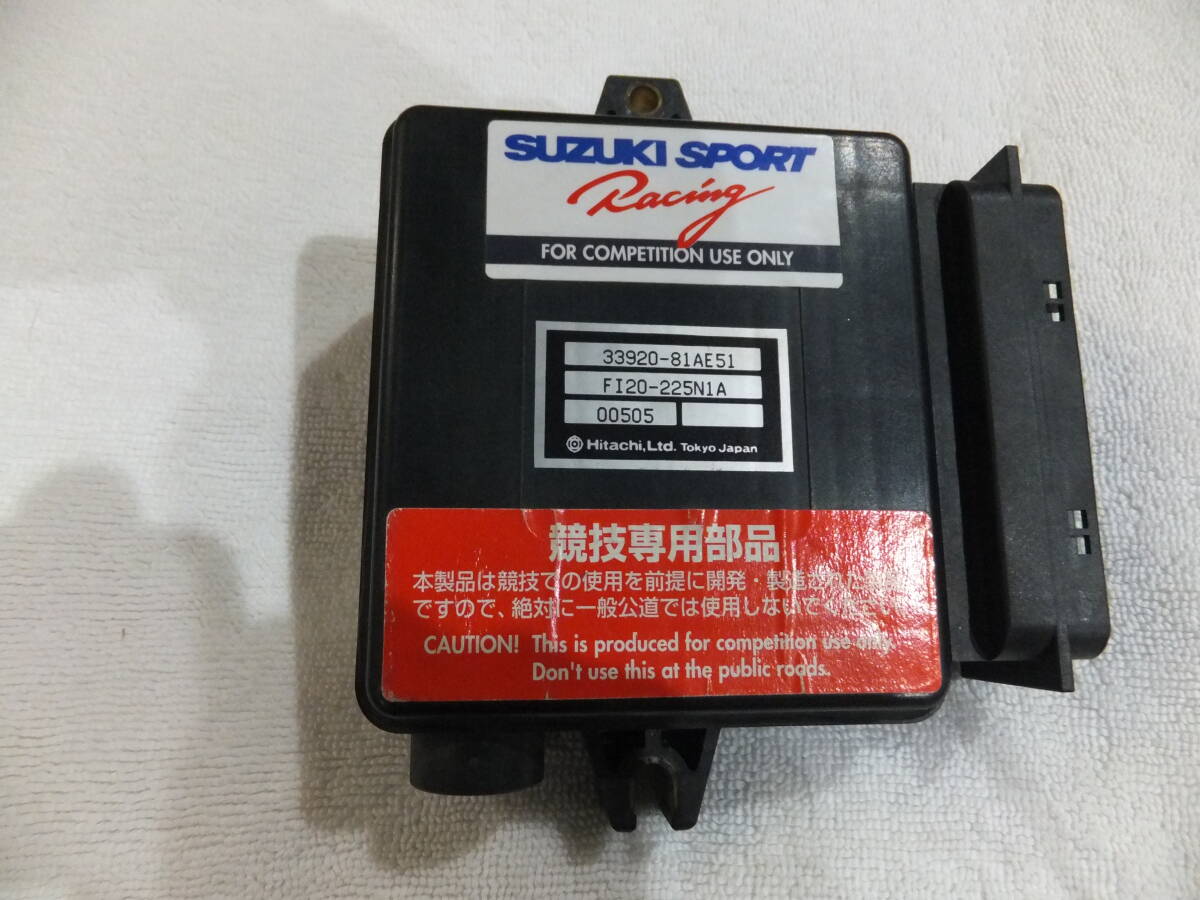 SUZUKI SPORT
Racing
FOR COMPETITION USE ONLY
33920-81AE51
FI20-225N1A
00505
Hitachi, Ltd. Tokyo Japan
競技専用部品
本製品は競技での使用を前提に開発・製造された
ですので、絶対に一般公道では使用しないでください
CAUTION! This is produced for competition use only.
Don't use this at the public roads.